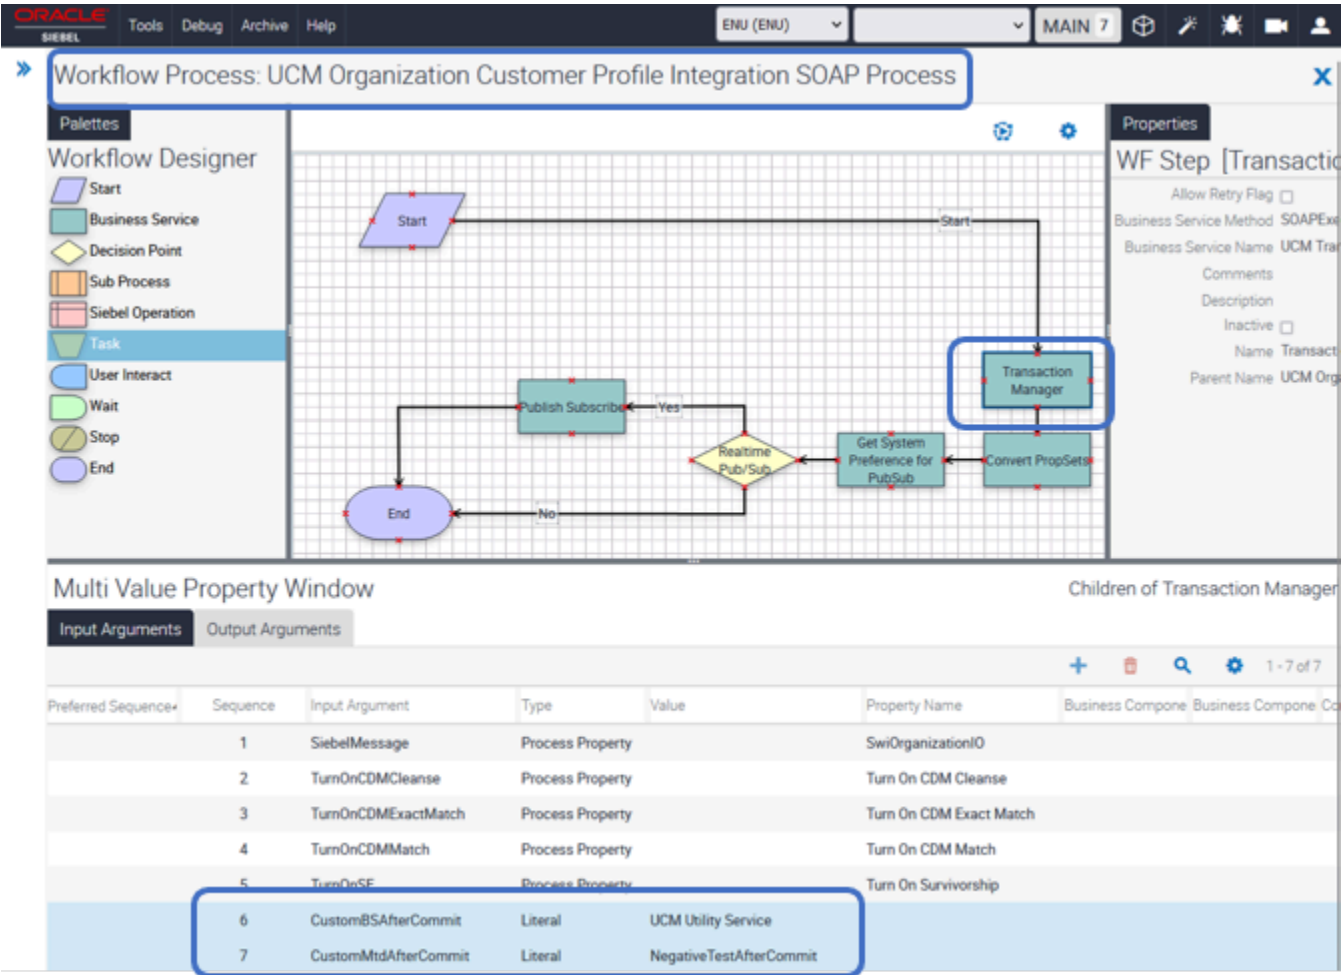 ORACLE
SIEBEL
Tools Debug Archive Help
ENU (ENU)
MAIN 7
Workflow Process: UCM Organization Customer Profile Integration SOAP Process
X
Palettes
Workflow Designer
Start
Business Service
Decision Point
Sub Process
Siebel Operation
Task
User Interact
Wait
Stop
End
Start
Start
Transaction
Manager
Publish Subscribe
Yes
Realtime
Pub/Sub
Get System
Preference for
PubSub
Convert PropSets
End
No
Properties
WF Step [Transactio
Allow Retry Flag
Business Service Method SOAPExe
Business Service Name UCM Tra
Comments
Description
Inactive
Name Transact
Parent Name UCM Org
Multi Value Property Window
Children of Transaction Manager
Input Arguments Output Arguments
1 - 7 of 7
Preferred Sequence Sequence Input Argument Type Value Property Name Business Compone Business Compone Co
1 SiebelMessage Process Property SwiOrganizationIO
2 TurnOnCDMCleanse Process Property Turn On CDM Cleanse
3 TurnOnCDMExactMatch Process Property Turn On CDM Exact Match
4 TurnOnCDMMatch Process Property Turn On CDM Match
5 TurnOnSF Process Property Turn On Survivorship
6 CustomBSAfterCommit Literal UCM Utility Service
7 CustomMtdAfterCommit Literal NegativeTestAfterCommit